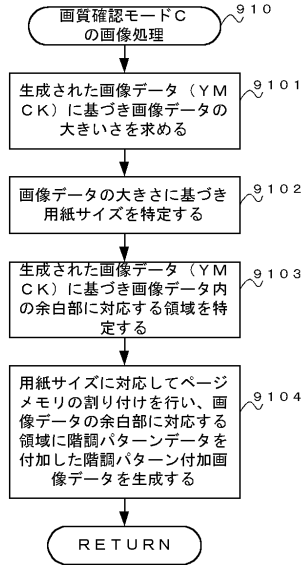 画質確認モードC
の画像処理
910
生成された画像データ（YM
CK）に基づき画像データの
大きいさを求める
9101
画像データの大きさに基づき
用紙サイズを特定する
9102
生成された画像データ（YM
CK）に基づき画像データ内
の余白部に対応する領域を特
定する
9103
用紙サイズに対応してページ
メモリの割り付けを行い、画
像データの余白部に対応する
領域に階調パターンデータを
付加した階調パターン付加画
像データを生成する
9104
RETURN